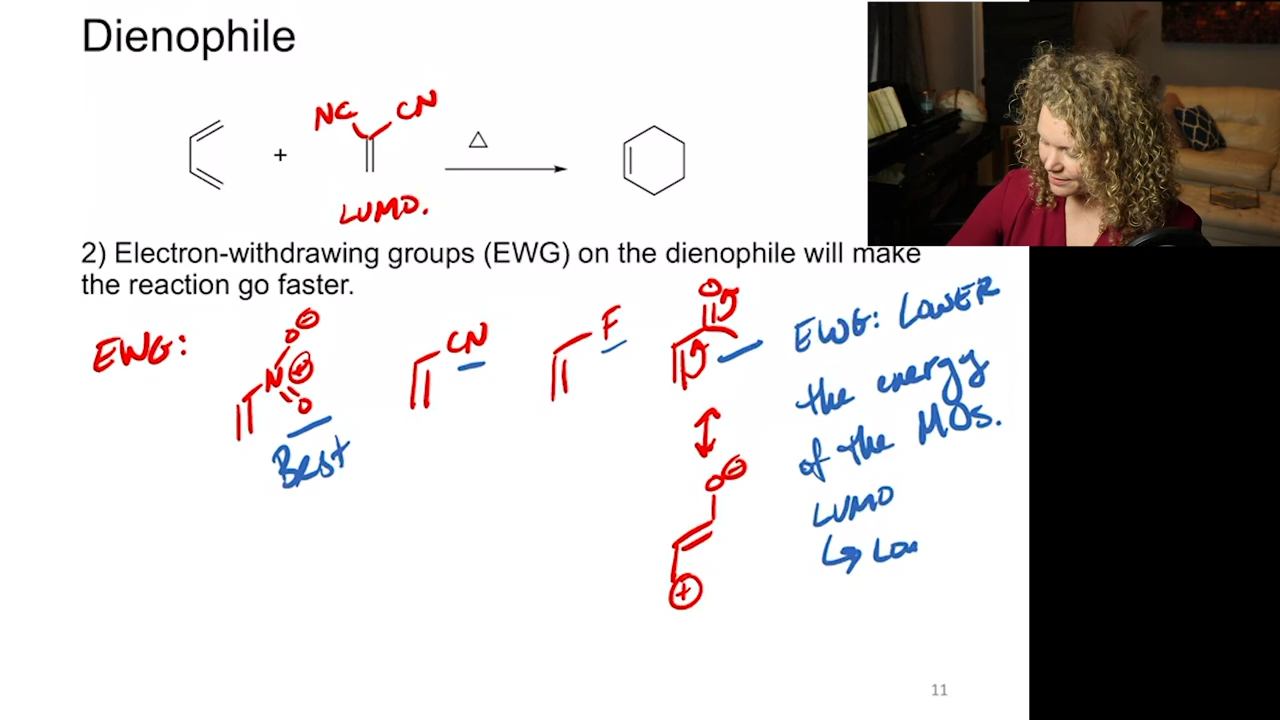 Dienophile
NC CN
+ △
LUMO.
2) Electron-withdrawing groups (EWG) on the dienophile will make
the reaction go faster.
EWG:
O⊖
N⊕
O
Best
CN
F
O
O⊖
⊕
EWG: LOWER
the energy
of the MOs.
LUMO
↳ Low
11